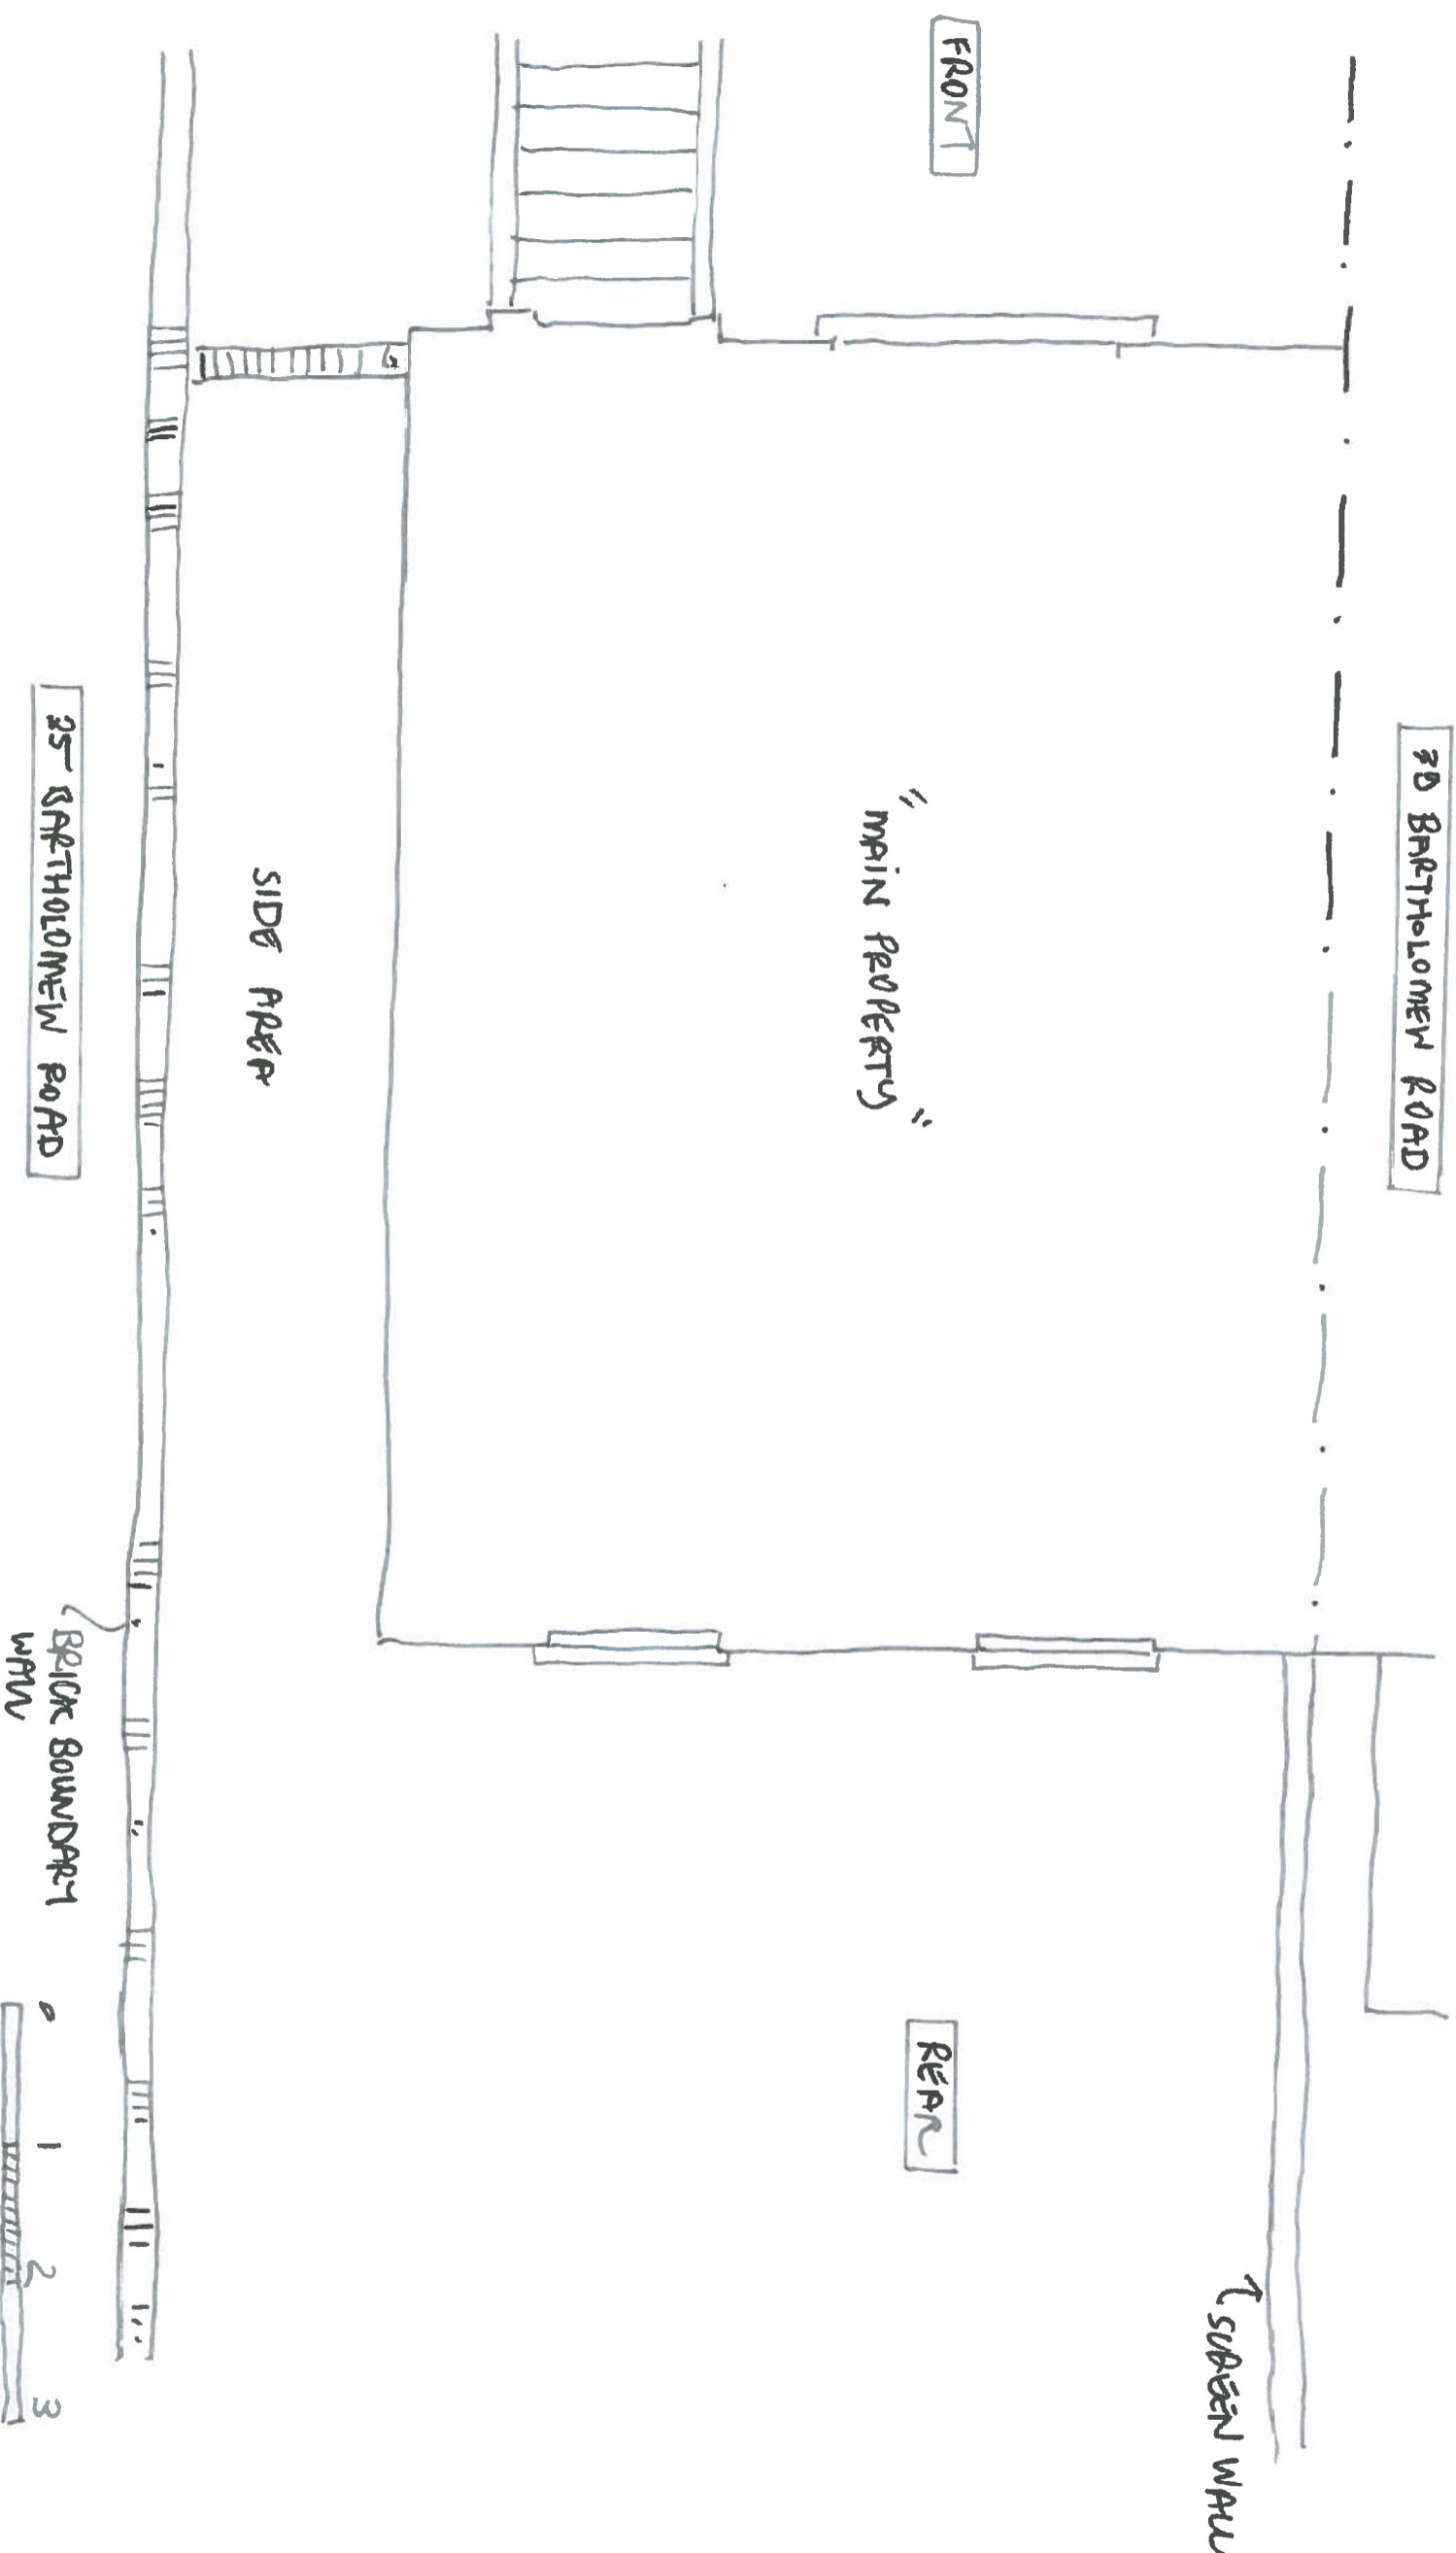 30 BARTHOLOMEW ROAD
SCREEN WALL
FRONT
"MAIN PROPERTY"
REAR
SIDE AREA
25 BARTHOLOMEW ROAD
BRICK BOUNDARY
WALL
0 1 2 3